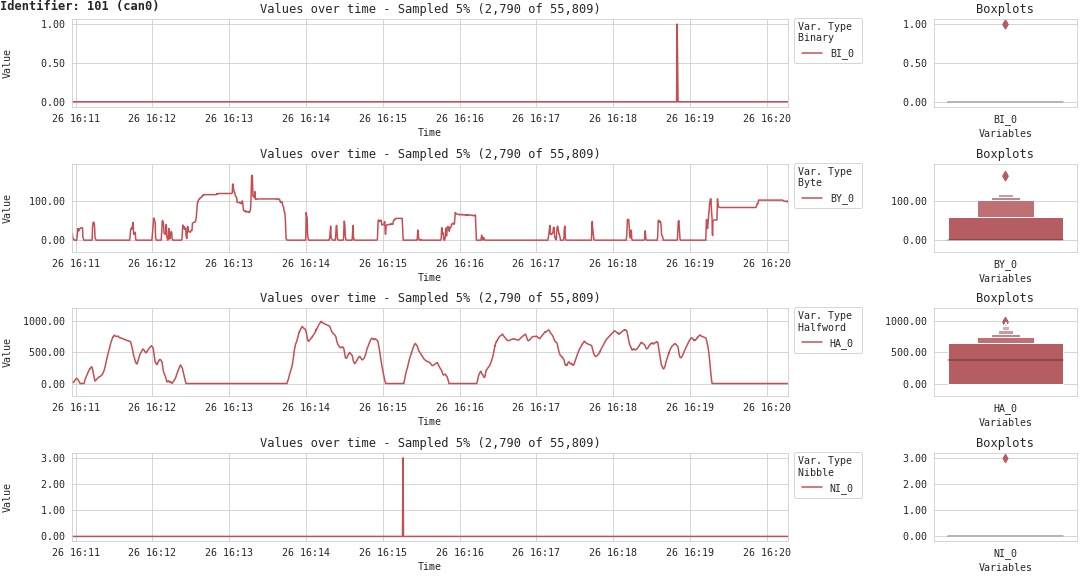 Identifier: 101 (can0)
Values over time - Sampled 5% (2,790 of 55,809)
Boxplots
Value
1.00
0.50
0.00
26 16:11 26 16:12 26 16:13 26 16:14 26 16:15 26 16:16 26 16:17 26 16:18 26 16:19 26 16:20
Time
Var. Type
Binary
BI_0
1.00
0.50
0.00
BI_0
Variables
Values over time - Sampled 5% (2,790 of 55,809)
Boxplots
Value
100.00
0.00
26 16:11 26 16:12 26 16:13 26 16:14 26 16:15 26 16:16 26 16:17 26 16:18 26 16:19 26 16:20
Time
Var. Type
Byte
BY_0
100.00
0.00
BY_0
Variables
Values over time - Sampled 5% (2,790 of 55,809)
Boxplots
Value
1000.00
500.00
0.00
26 16:11 26 16:12 26 16:13 26 16:14 26 16:15 26 16:16 26 16:17 26 16:18 26 16:19 26 16:20
Time
Var. Type
Halfword
HA_0
1000.00
500.00
0.00
HA_0
Variables
Values over time - Sampled 5% (2,790 of 55,809)
Boxplots
Value
3.00
2.00
1.00
0.00
26 16:11 26 16:12 26 16:13 26 16:14 26 16:15 26 16:16 26 16:17 26 16:18 26 16:19 26 16:20
Time
Var. Type
Nibble
NI_0
3.00
2.00
1.00
0.00
NI_0
Variables